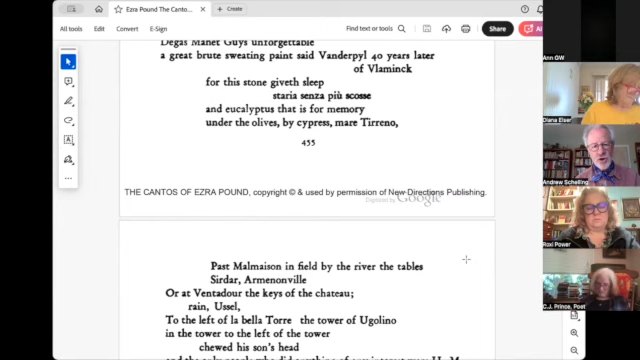 Ezra Pound The Cantos of E...
+ Create
All tools
Edit
Convert
E-Sign
Find text or tools
Share
AI
Degas Manet Guys unforgettable
a great brute sweating paint said Vanderpyl 40 years later
of Vlaminck
for this stone giveth sleep
staria senza più scosse
and eucalyptus that is for memory
under the olives, by cypress, mare Tirreno,
455
THE CANTOS OF EZRA POUND, copyright © & used by permission of New Directions Publishing.
Digitized by Google
Past Malmaison in field by the river the tables
Sirdar, Armenonville
Or at Ventadour the keys of the chateau;
rain, Ussel,
To the left of la bella Torre the tower of Ugolino
in the tower to the left of the tower
chewed his son's head
Ann GW
Diana Elser
Andrew Schelling
Roxi Power
C.J. Prince, Post